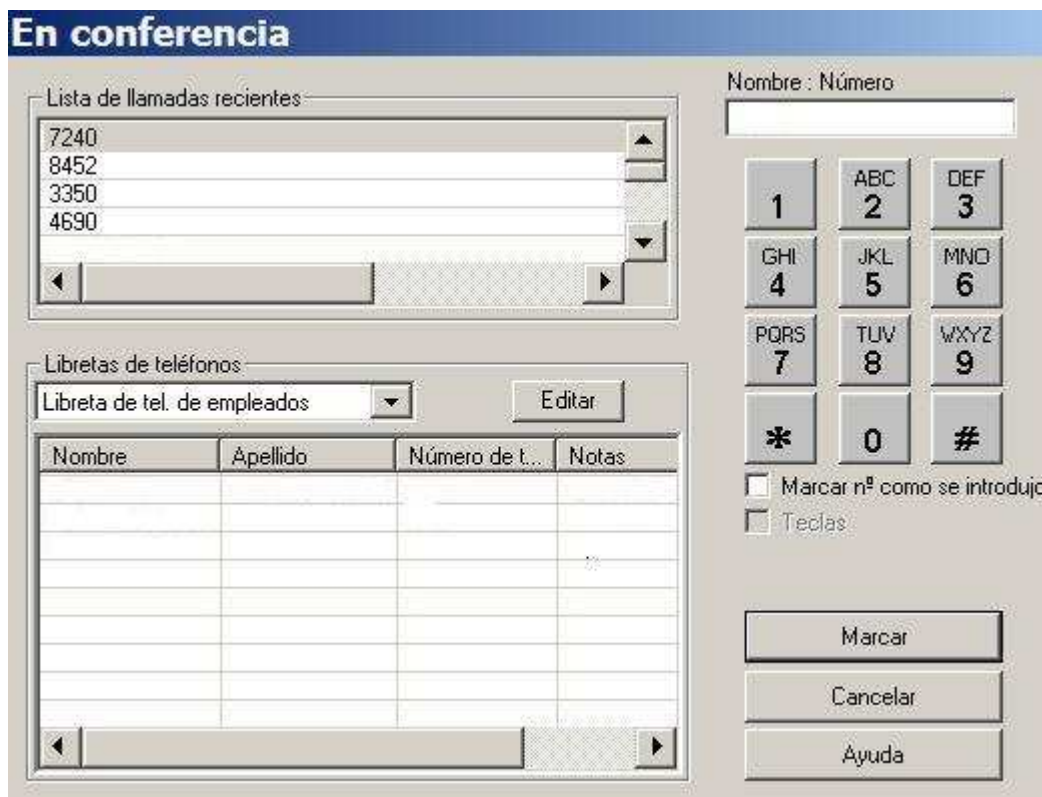 En conferencia
Lista de llamadas recientes
7240
8452
3350
4690
Libretas de teléfonos
Libreta de tel. de empleados
Editar
Nombre Apellido Número de t... Notas
Nombre : Número
1 ABC 2 DEF 3
GHI 4 JKL 5 MNO 6
PQRS 7 TUV 8 WXYZ 9
* 0 #
Marcar nº como se introdujo
Teclas
Marcar
Cancelar
Ayuda